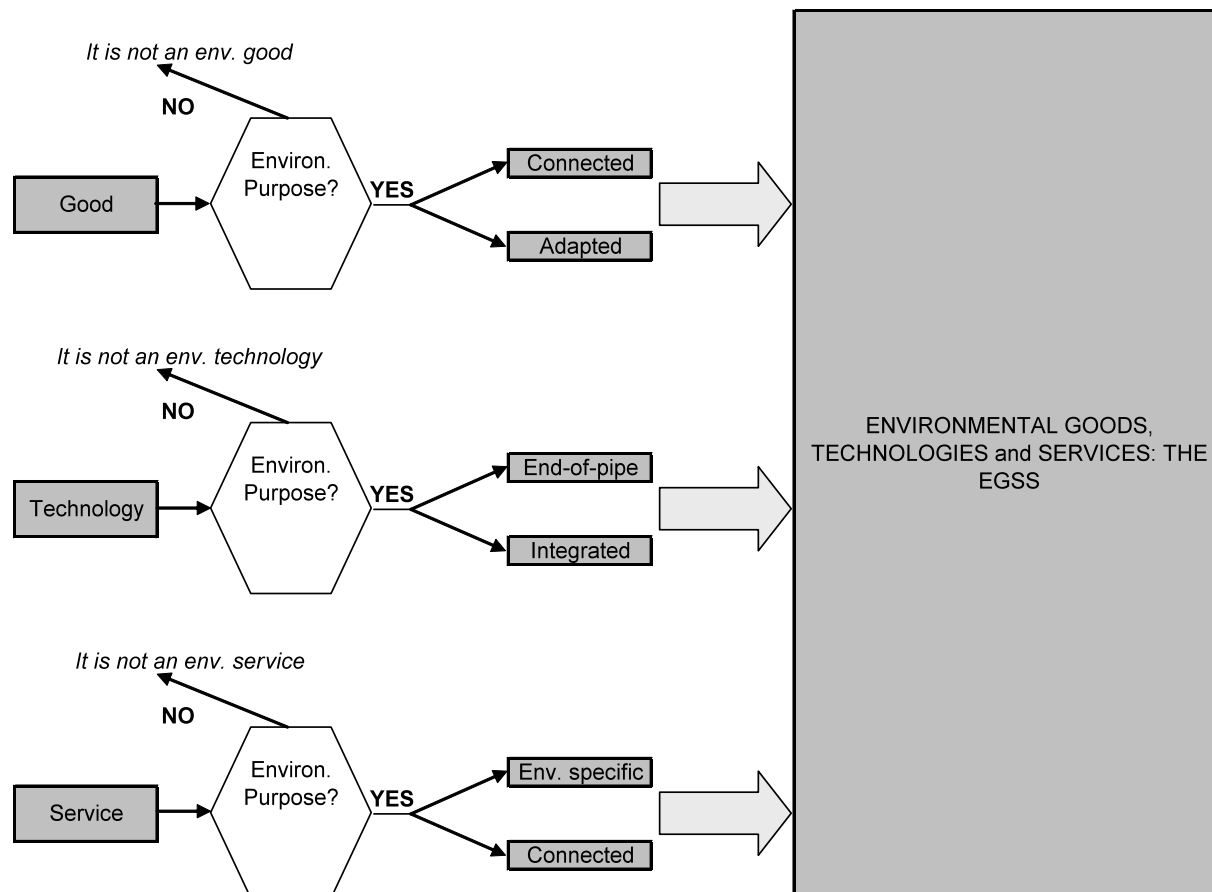 It is not an env. good
NO
Environ.
Purpose?
YES
Connected
Good
Adapted
It is not an env. technology
NO
Environ.
Purpose?
YES
End-of-pipe
Technology
Integrated
ENVIRONMENTAL GOODS,
TECHNOLOGIES and SERVICES: THE
EGSS
It is not an env. service
NO
Environ.
Purpose?
YES
Env. specific
Service
Connected